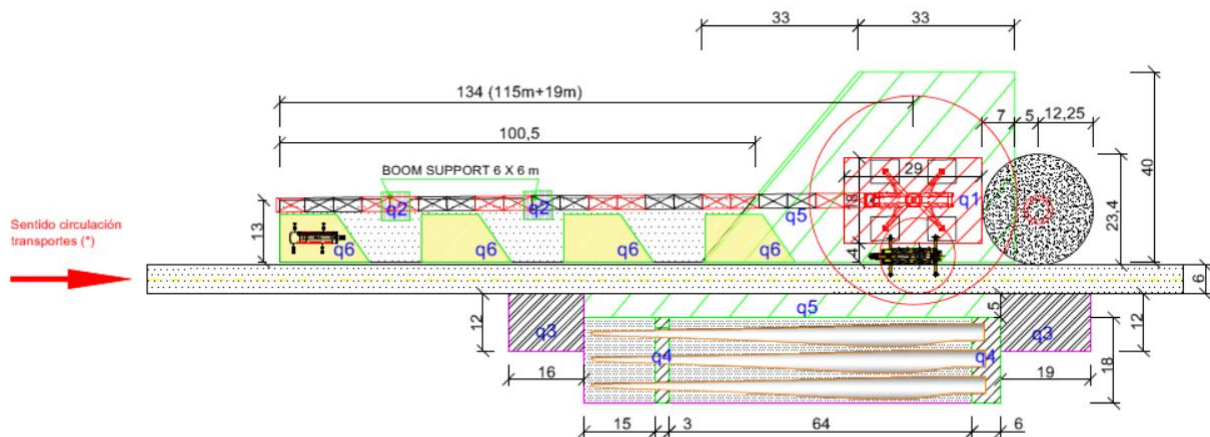 33
33
134 (115m+19m)
7
5
12,25
100,5
BOOM SUPPORT 6 X 6 m
29
40
q2
q2
q1
18
23,4
q5
Sentido circulación
transportes (*)
13
q6
q6
q6
q6
4
6
12
q3
q5
5
q3
12
q4
q4
18
16
19
15
3
64
6